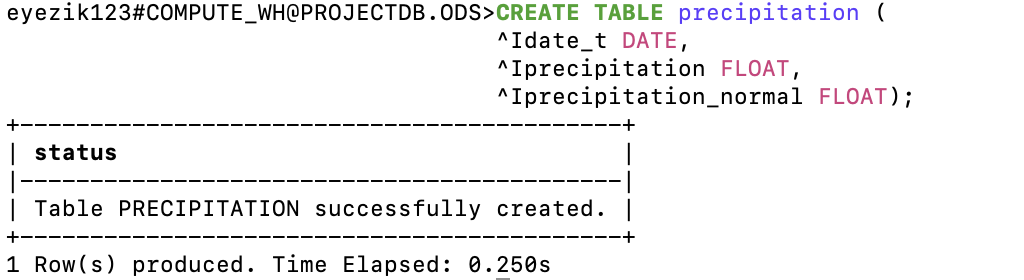 eyezik123#COMPUTE_WH@PROJECTDB.ODS>CREATE TABLE precipitation (
^Idate_t DATE,
^Iprecipitation FLOAT,
^Iprecipitation_normal FLOAT);
+-------------------------------------------+
| status                                    |
|-------------------------------------------|
| Table PRECIPITATION successfully created. |
+-------------------------------------------+
1 Row(s) produced. Time Elapsed: 0.250s